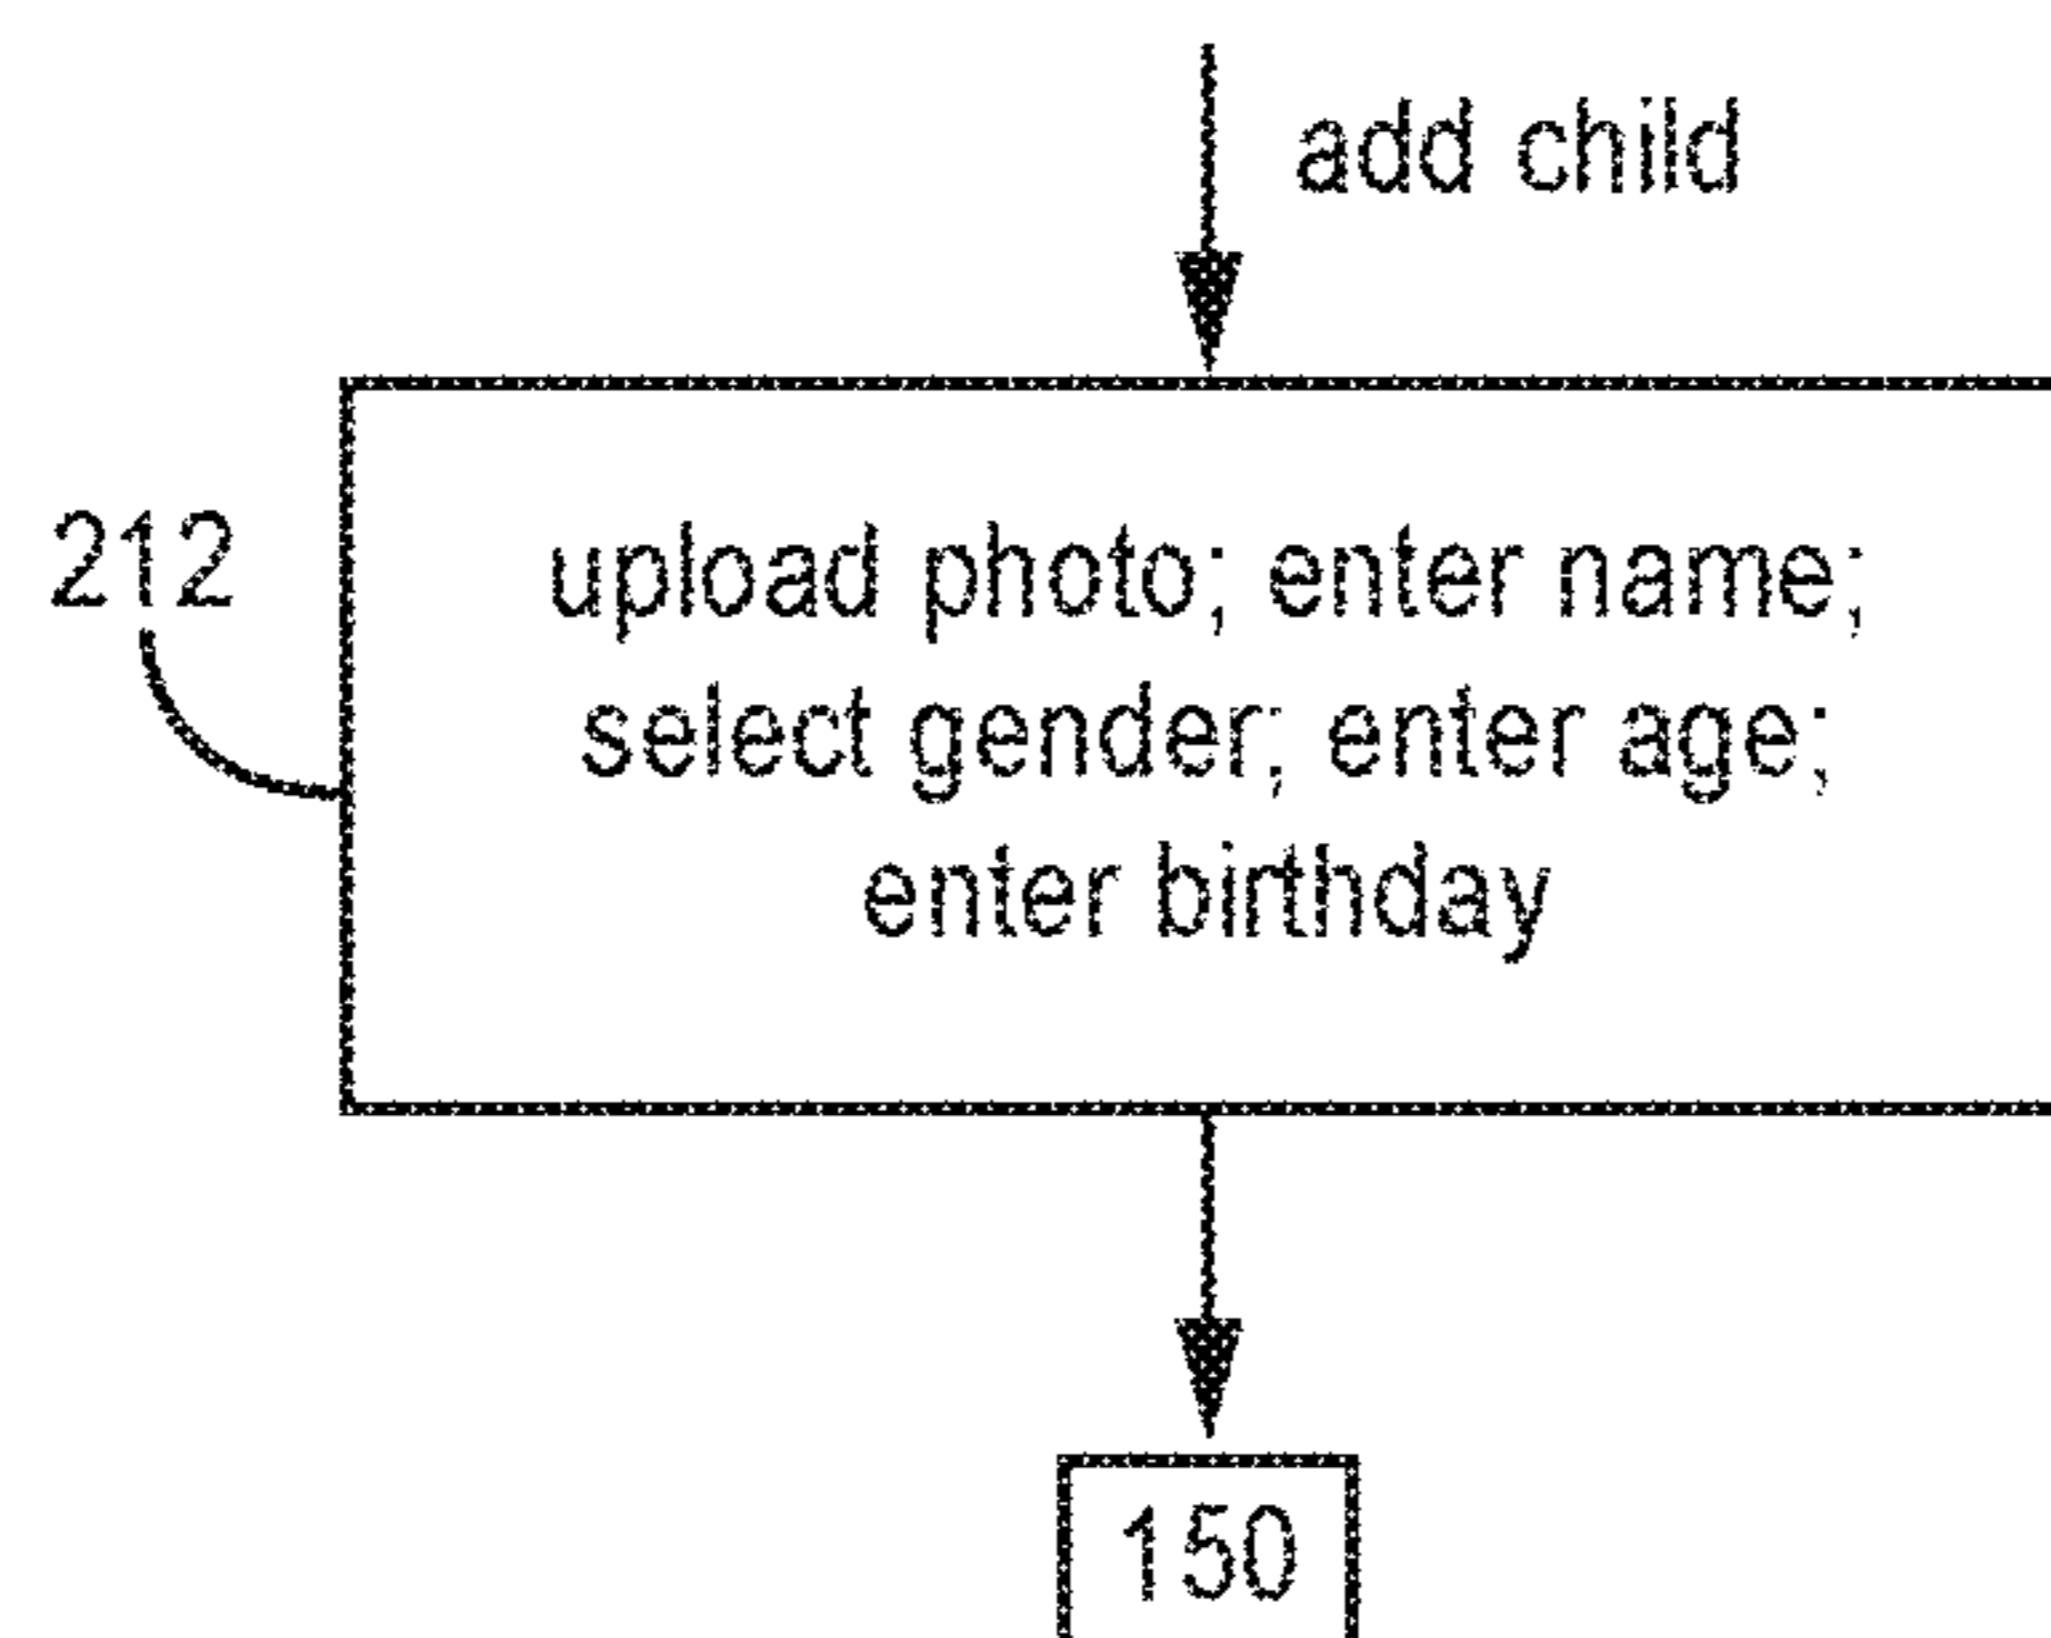 add child
212
upload photo; enter name;
select gender; enter age;
enter birthday
150